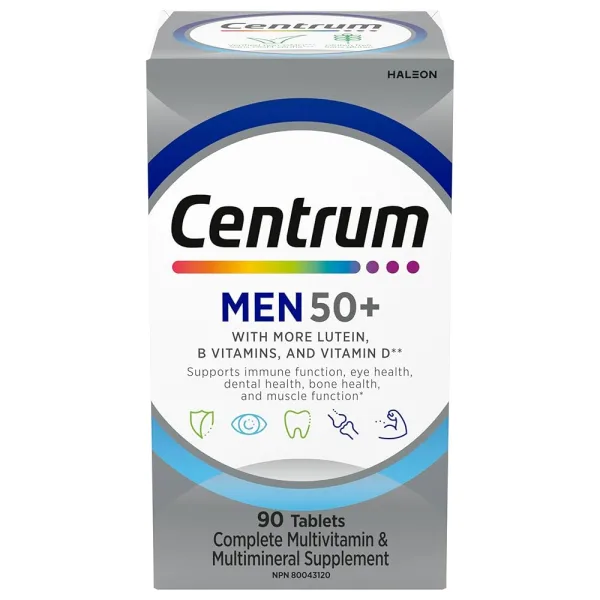 Centrum
HALEON
Centrum
MEN 50+
WITH MORE LUTEIN,
B VITAMINS, AND VITAMIN D**
Supports immune function, eye health,
dental health, bone health,
and muscle function*
90 Tablets
Complete Multivitamin &
Multimineral Supplement
NPN 80043120